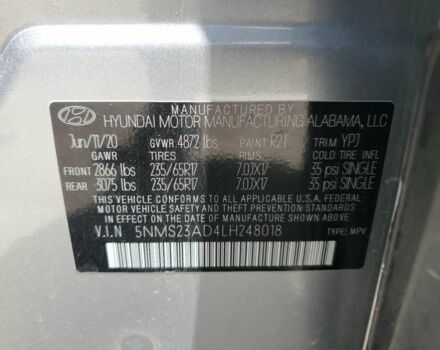 MANUFACTURED BY
HYUNDAI MOTOR MANUFACTURING ALABAMA, LLC
Jun/11/20 GVWR 4872 lbs PAINT R2T TRIM YPJ
GAWR TIRES RIMS COLD TIRE INFL
FRONT 2866 lbs 235/65R17 7.0JX17 35 psi SINGLE
REAR 3075 lbs 235/65R17 7.0JX17 35 psi SINGLE
THIS VEHICLE CONFORMS TO ALL APPLICABLE U.S.
FEDERAL MOTOR VEHICLE SAFETY STANDARDS
IN EFFECT ON THE DATE OF MANUFACTURE SHOWN ABOVE.
V.I.N 5NMS23AD4LH248018 TYPE: MPV